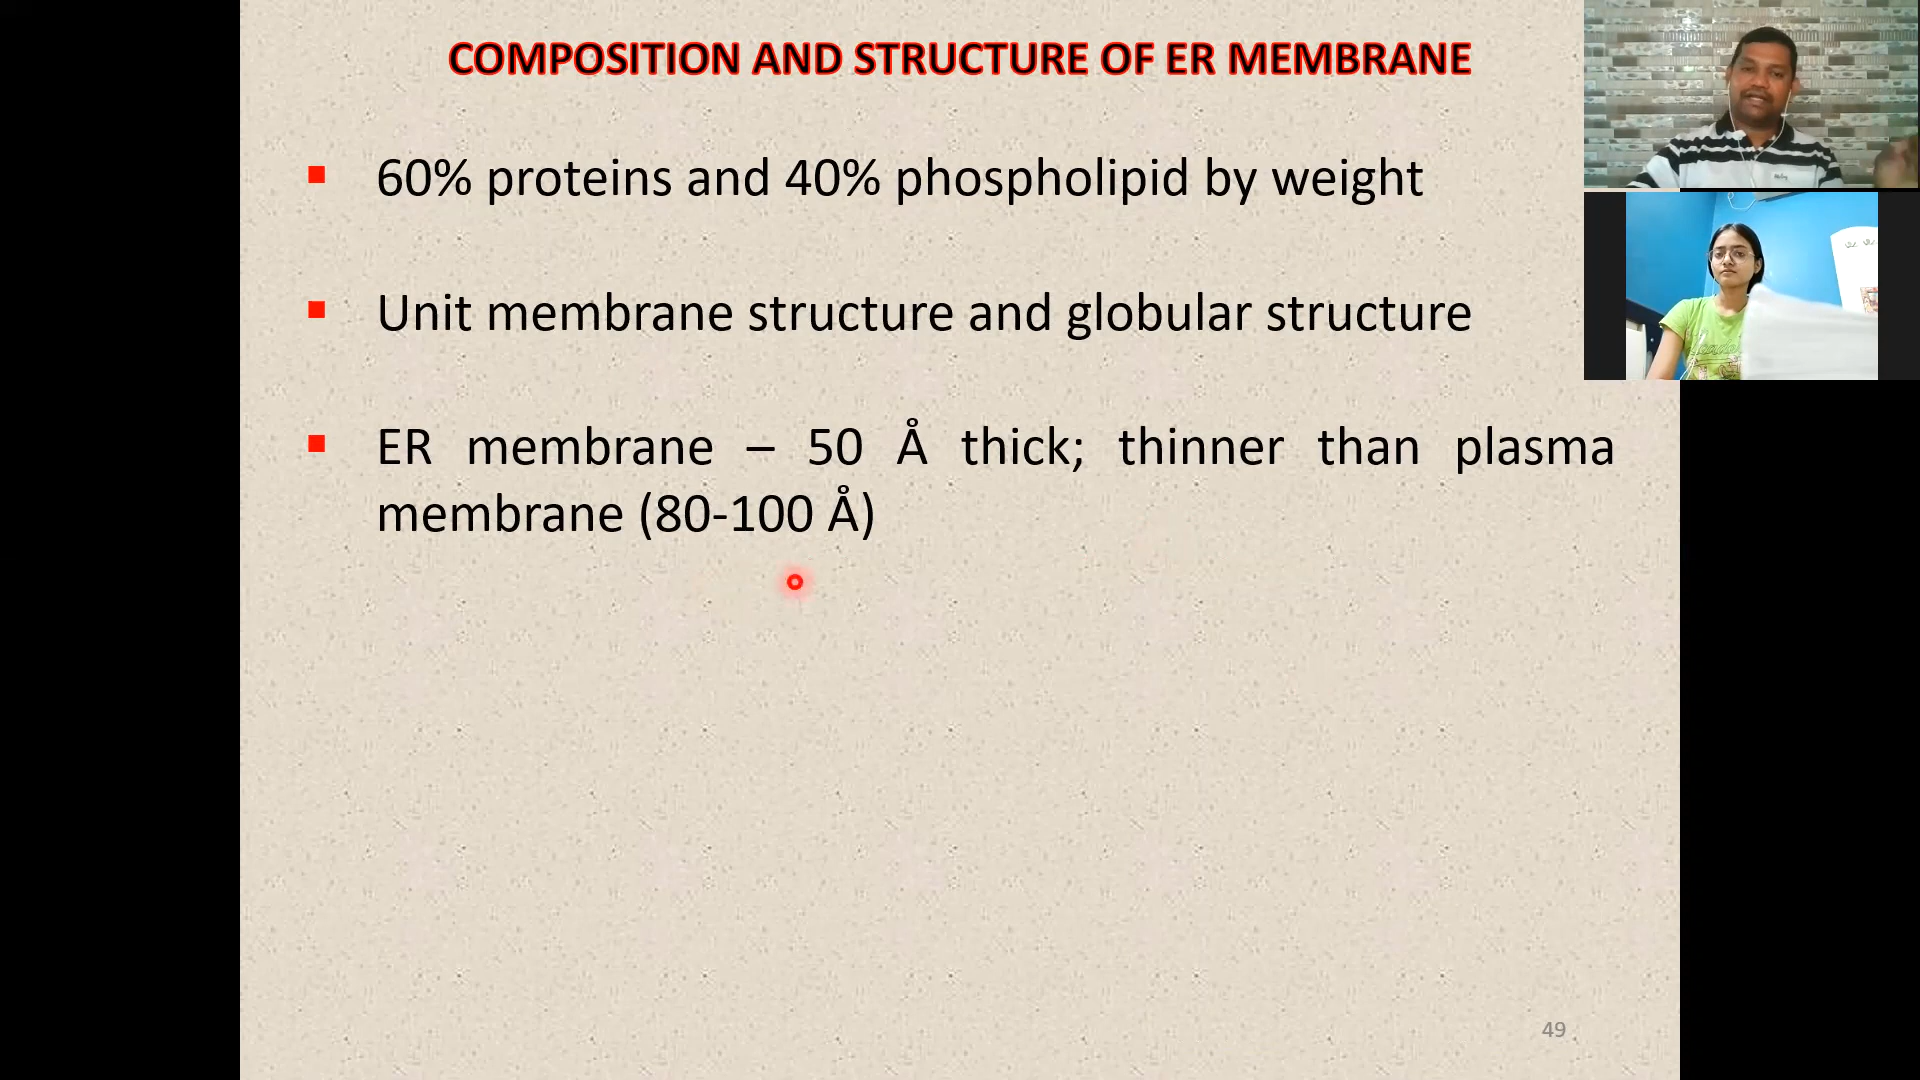 COMPOSITION AND STRUCTURE OF ER MEMBRANE
60% proteins and 40% phospholipid by weight
Unit membrane structure and globular structure
ER membrane – 50 Å thick; thinner than plasma
membrane (80-100 Å)
49